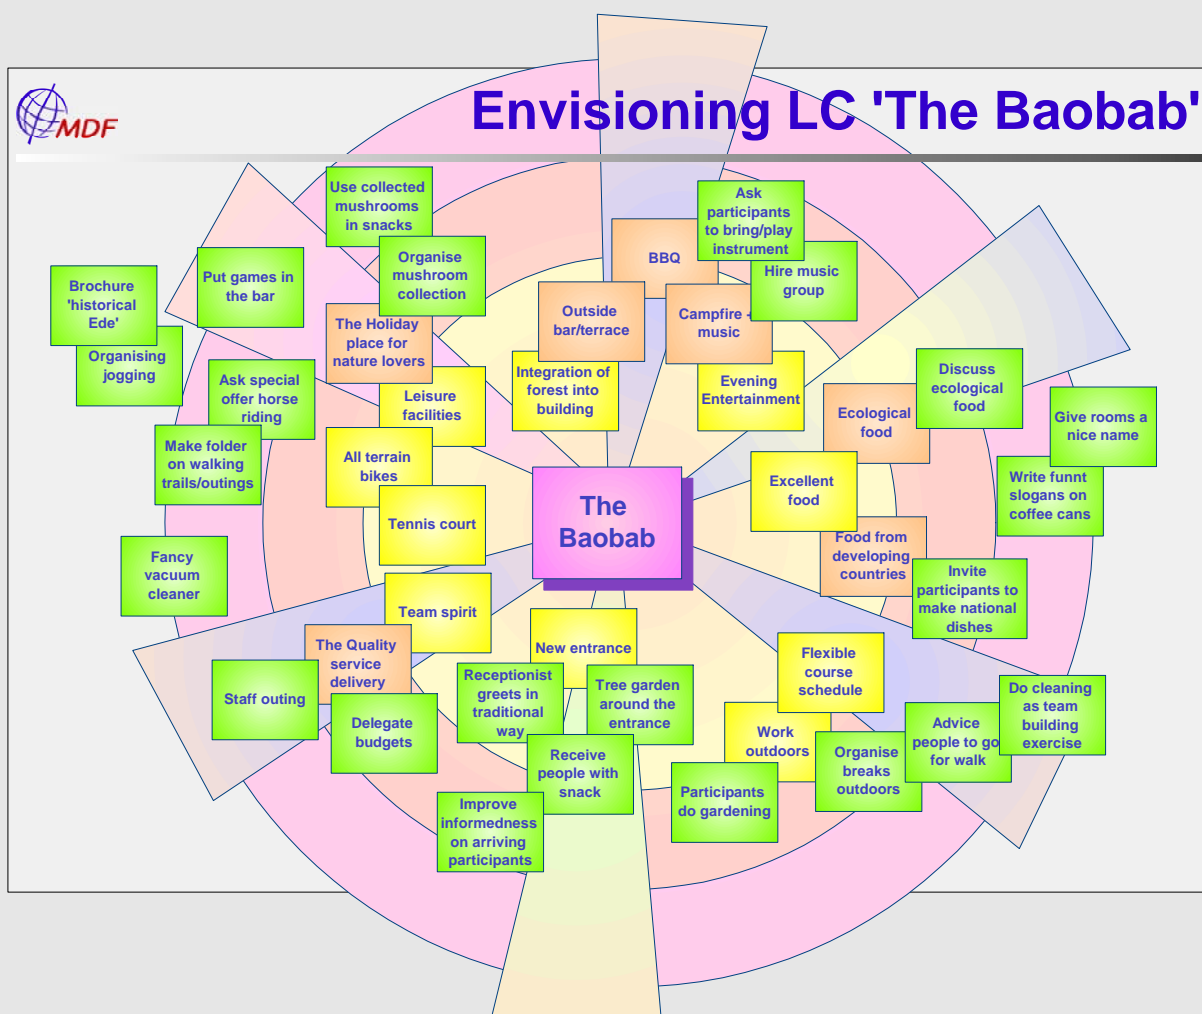 Envisioning LC 'The Baobab'
MDF
Use collected
mushrooms
in snacks
Organise
mushroom
collection
Put games in
the bar
Brochure
'historical
Ede'
Organising
jogging
The Holiday
place for
nature lovers
Ask special
offer horse
riding
Leisure
facilities
Make folder
on walking
trails/outings
All terrain
bikes
Tennis court
Fancy
vacuum
cleaner
Ask
participants
to bring/play
instrument
BBQ
Hire music
group
Outside
bar/terrace
Campfire +
music
Integration of
forest into
building
Evening
Entertainment
Discuss
ecological
food
Ecological
food
Give rooms a
nice name
Excellent
food
Write funnt
slogans on
coffee cans
The
Baobab
Food from
developing
countries
Invite
participants to
make national
dishes
Team spirit
The Quality
service
delivery
Staff outing
Delegate
budgets
New entrance
Receptionist
greets in
traditional
way
Tree garden
around the
entrance
Receive
people with
snack
Improve
informedness
on arriving
participants
Flexible
course
schedule
Work
outdoors
Participants
do gardening
Organise
breaks
outdoors
Advice
people to go
for walk
Do cleaning
as team
building
exercise